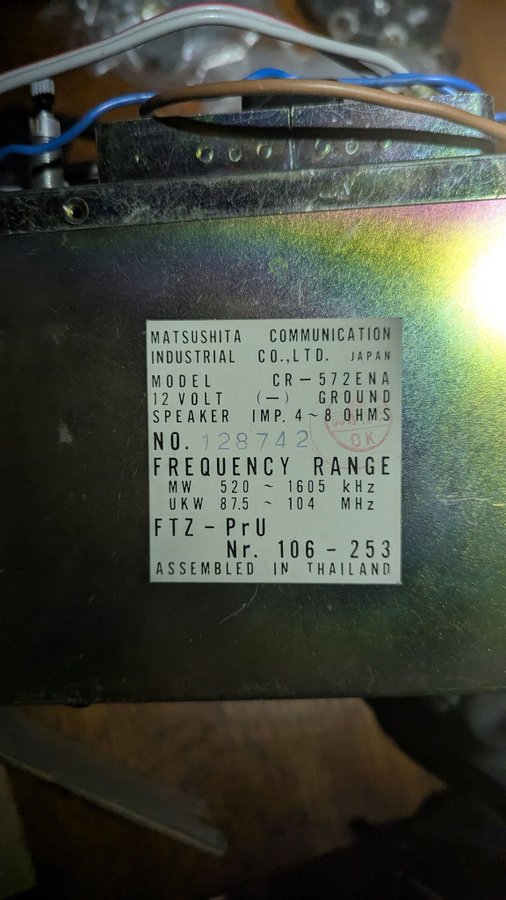 MATSUSHITA COMMUNICATION
INDUSTRIAL CO.,LTD. JAPAN
MODEL CR-572ENA
12 VOLT (—) GROUND
SPEAKER IMP. 4~8 OHMS
NO. 128742
OK
FREQUENCY RANGE
MW 520 ~ 1605 kHz
UKW 87.5 ~ 104 MHz
FTZ-PrU
Nr. 106-253
ASSEMBLED IN THAILAND